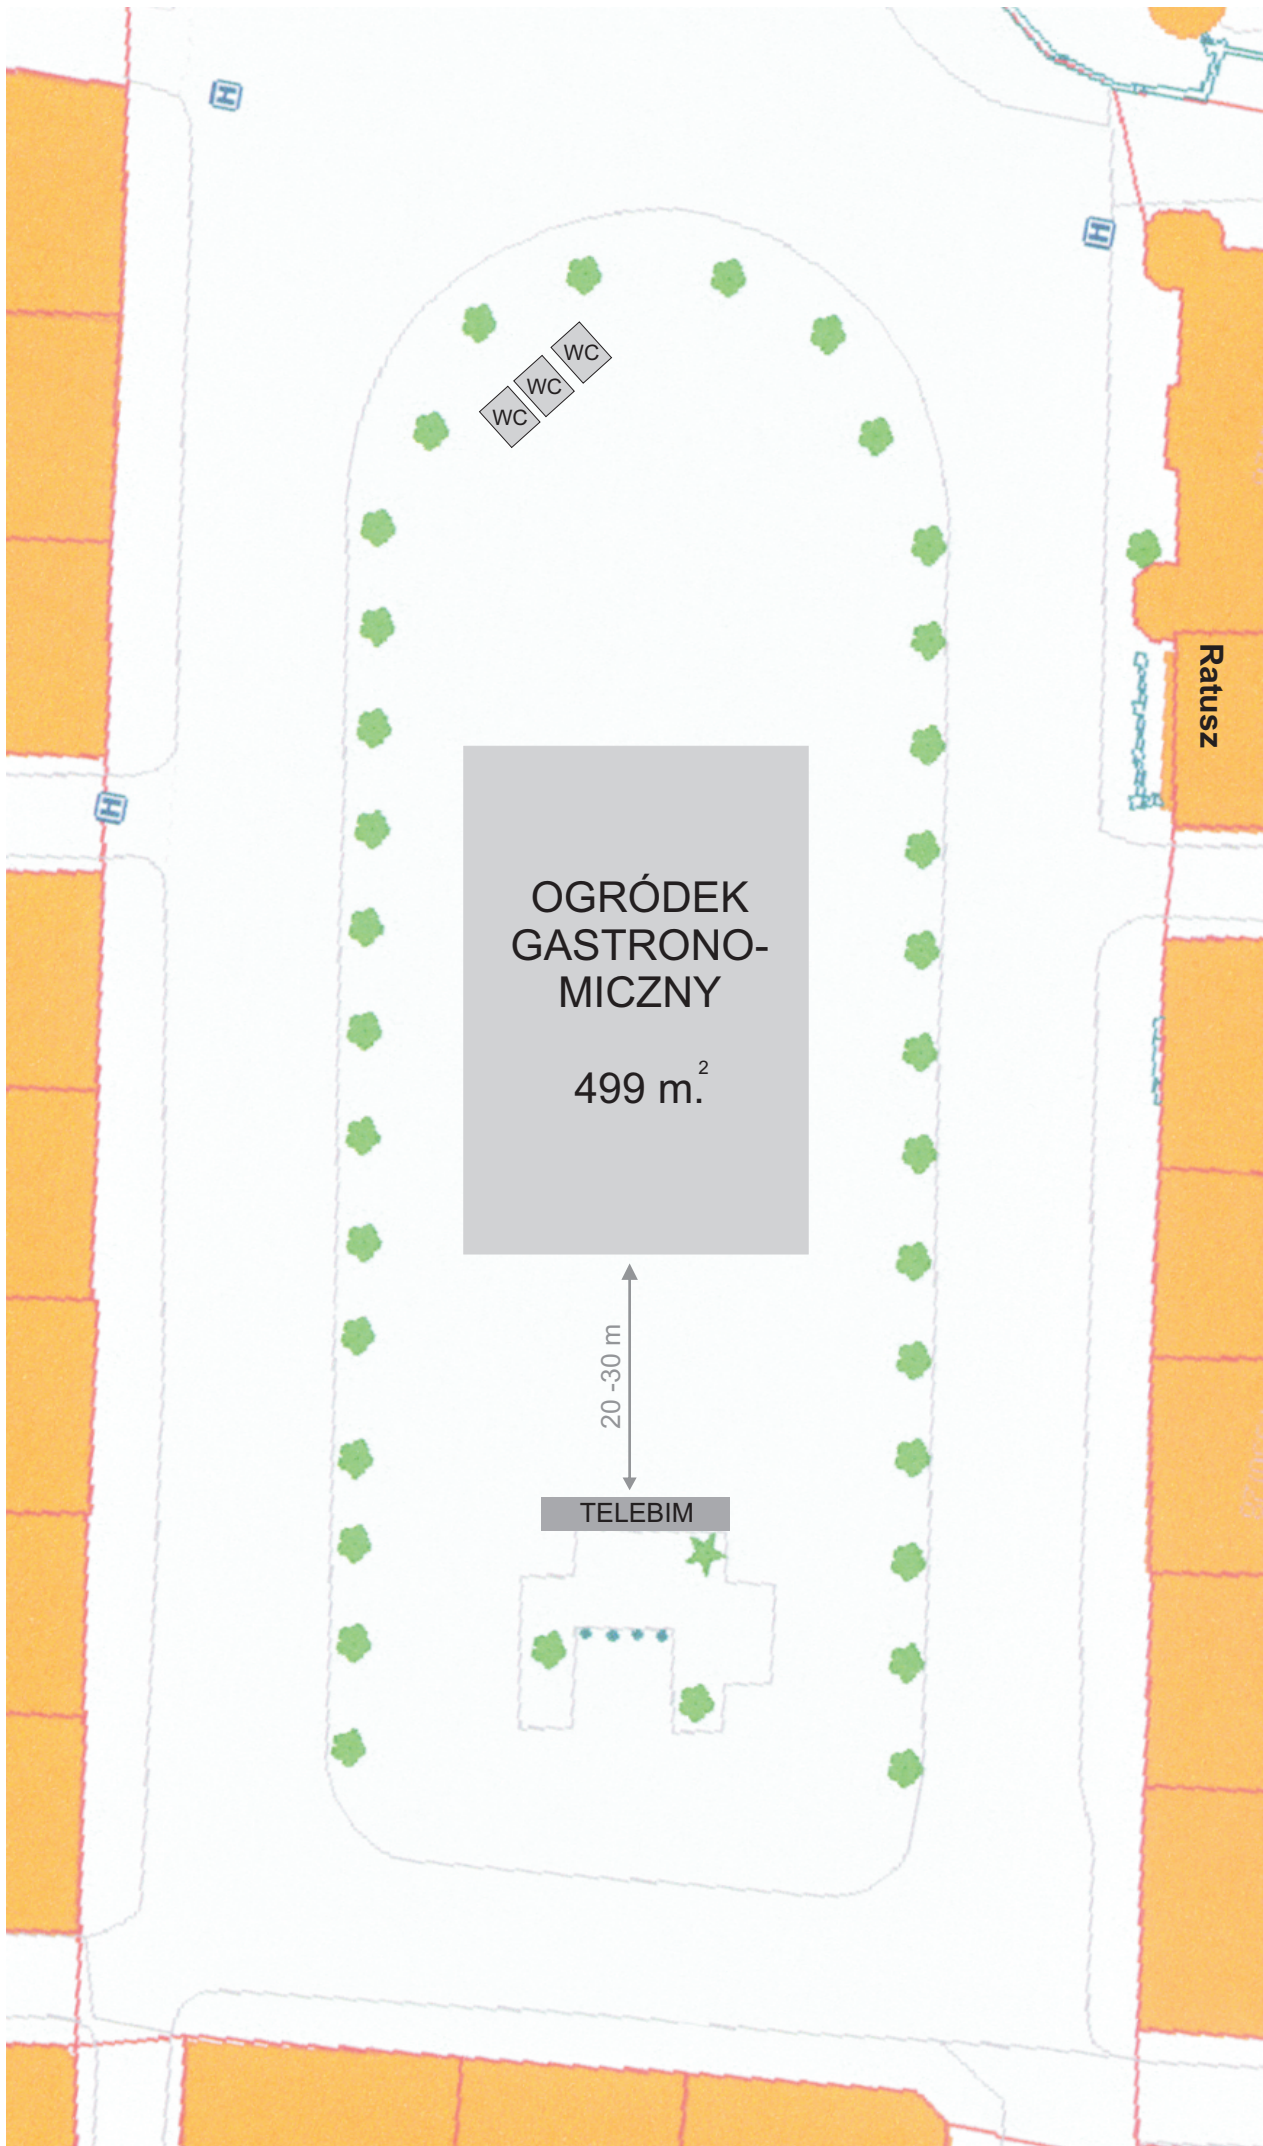 H
H
WC
WC
WC
Ratusz
H
OGRÓDEK
GASTRONO-
MICZNY
499 m.²
20 -30 m
TELEBIM